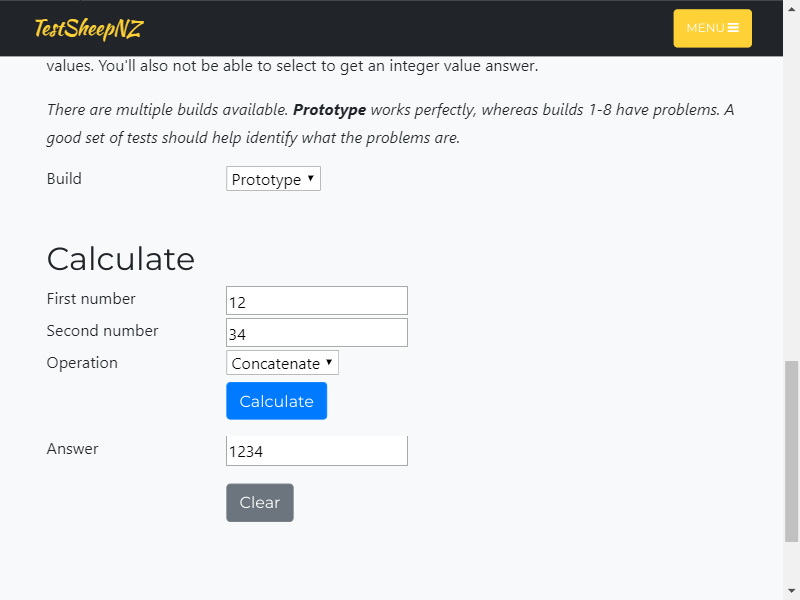 TestSheepNZ
MENU
values. You'll also not be able to select to get an integer value answer.
There are multiple builds available. Prototype works perfectly, whereas builds 1-8 have problems. A
good set of tests should help identify what the problems are.
Build Prototype
Calculate
First number 12
Second number 34
Operation Concatenate
Calculate
Answer 1234
Clear